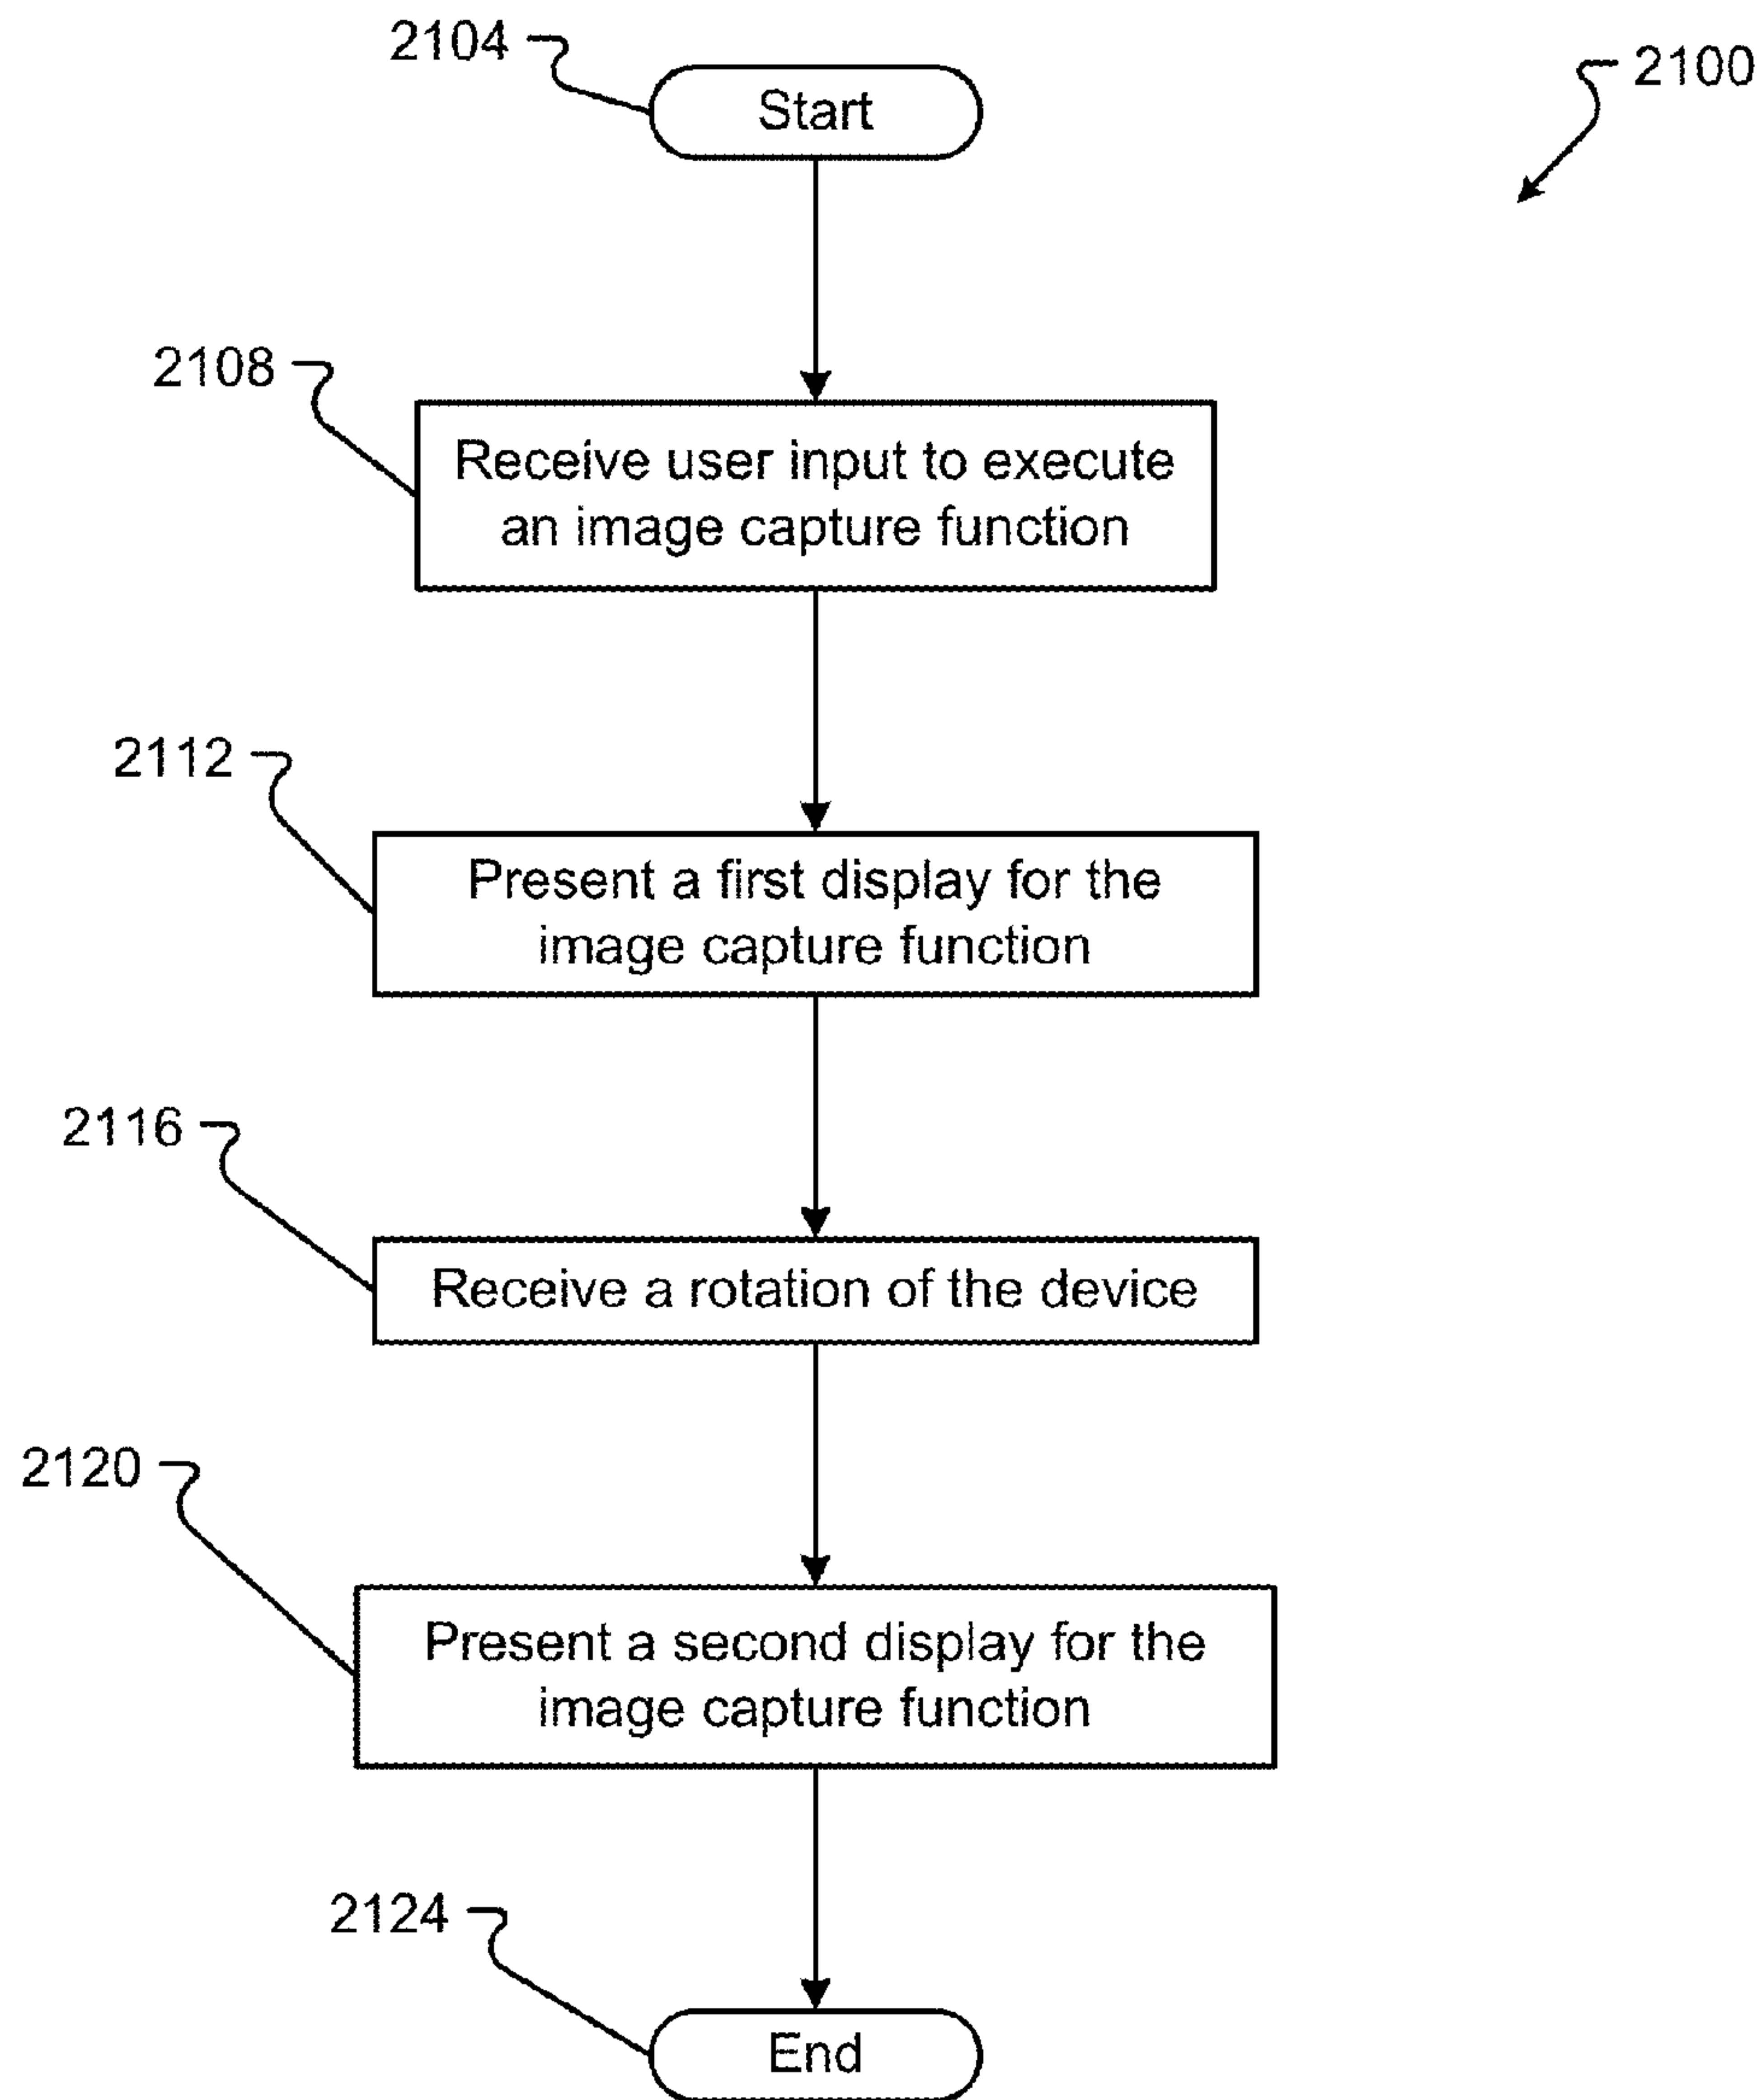 2104
Start
2100
2108
Receive user input to execute
an image capture function
2112
Present a first display for the
image capture function
2116
Receive a rotation of the device
2120
Present a second display for the
image capture function
2124
End